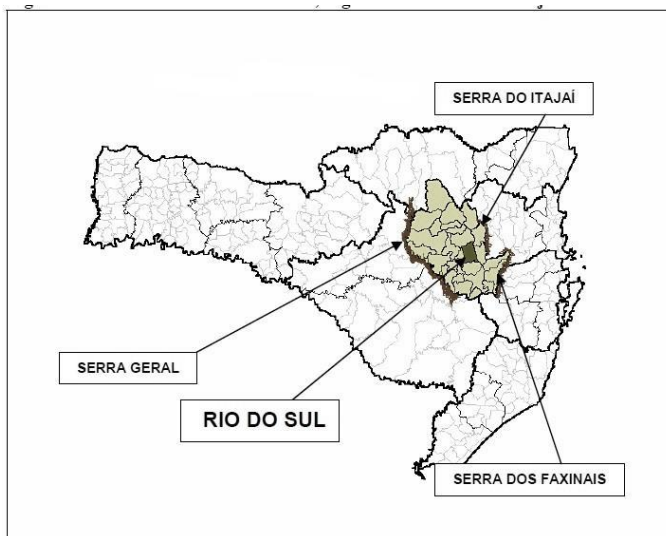 SERRA DO ITAJAÍ
SERRA GERAL
RIO DO SUL
SERRA DOS FAXINAIS